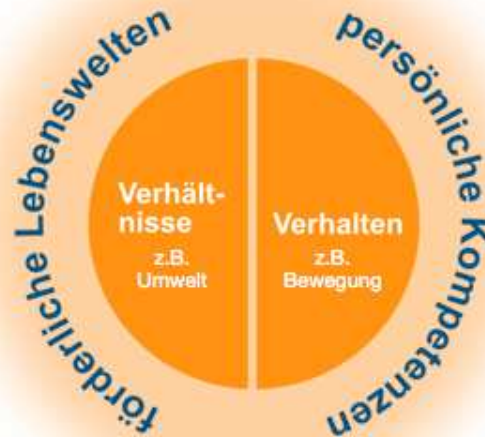 förderliche Lebenswelten
persönliche Kompetenzen
Verhält-
nisse
z.B.
Umwelt
Verhalten
z.B.
Bewegung